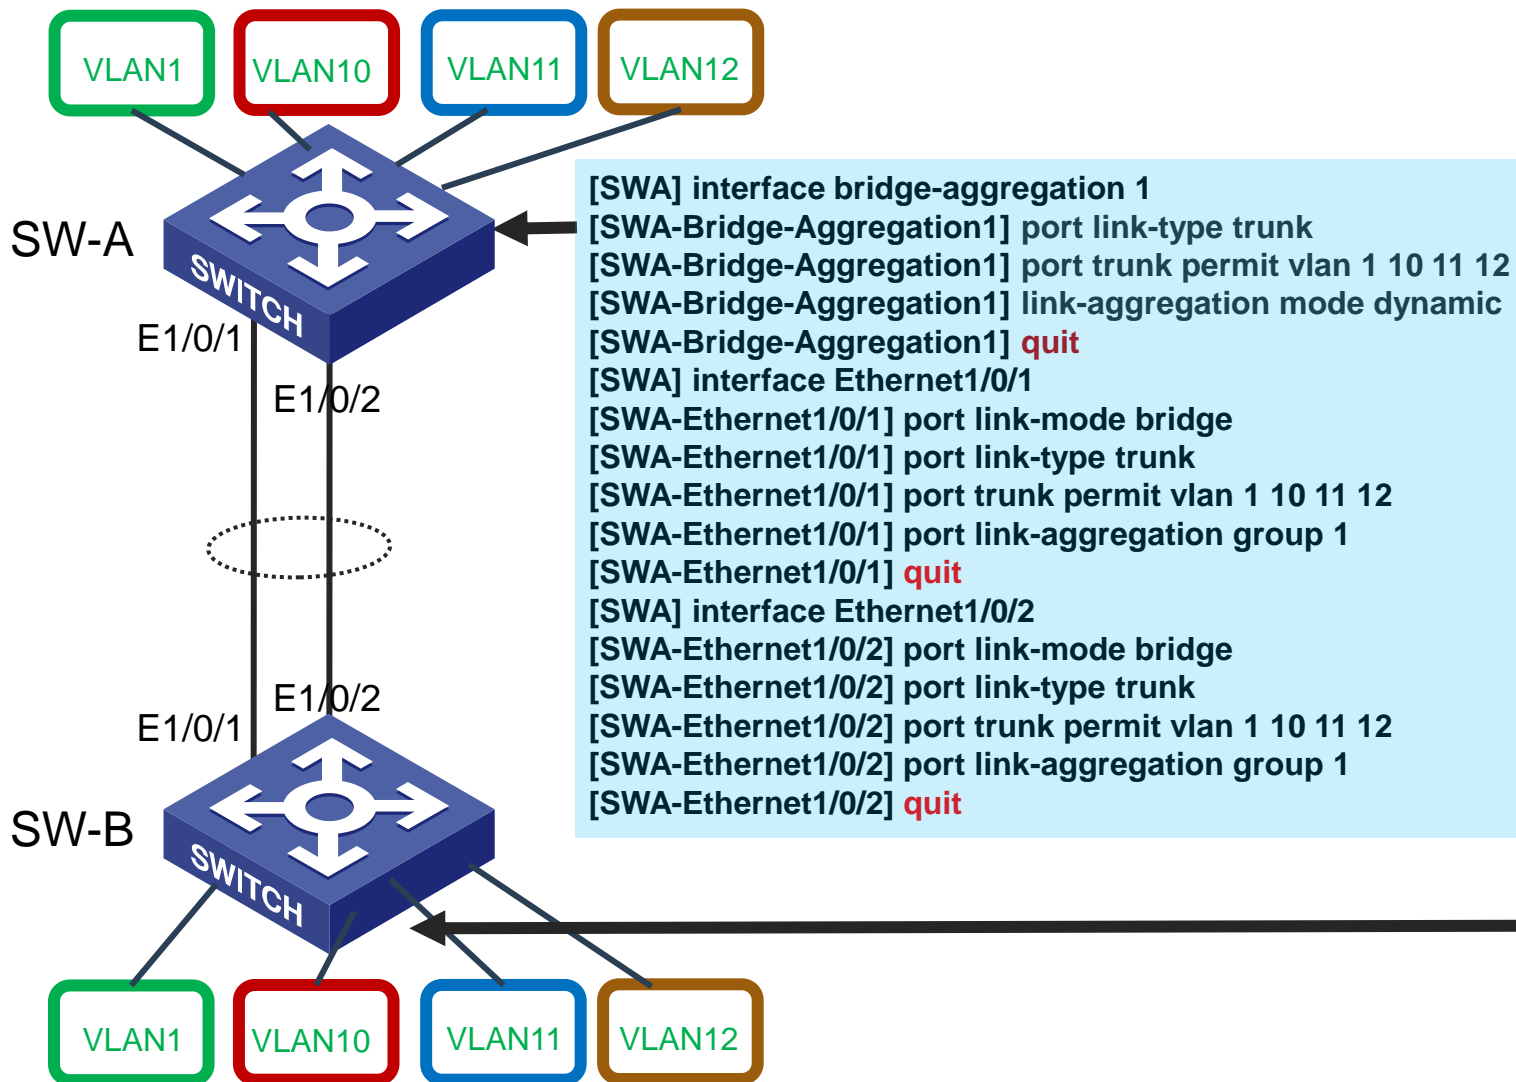 VLAN1
VLAN10
VLAN11
VLAN12
SW-A
SWITCH
E1/0/1
E1/0/2
[SWA] interface bridge-aggregation 1
[SWA-Bridge-Aggregation1] port link-type trunk
[SWA-Bridge-Aggregation1] port trunk permit vlan 1 10 11 12
[SWA-Bridge-Aggregation1] link-aggregation mode dynamic
[SWA-Bridge-Aggregation1] quit
[SWA] interface Ethernet1/0/1
[SWA-Ethernet1/0/1] port link-mode bridge
[SWA-Ethernet1/0/1] port link-type trunk
[SWA-Ethernet1/0/1] port trunk permit vlan 1 10 11 12
[SWA-Ethernet1/0/1] port link-aggregation group 1
[SWA-Ethernet1/0/1] quit
[SWA] interface Ethernet1/0/2
[SWA-Ethernet1/0/2] port link-mode bridge
[SWA-Ethernet1/0/2] port link-type trunk
[SWA-Ethernet1/0/2] port trunk permit vlan 1 10 11 12
[SWA-Ethernet1/0/2] port link-aggregation group 1
[SWA-Ethernet1/0/2] quit
E1/0/2
E1/0/1
SW-B
SWITCH
VLAN1
VLAN10
VLAN11
VLAN12